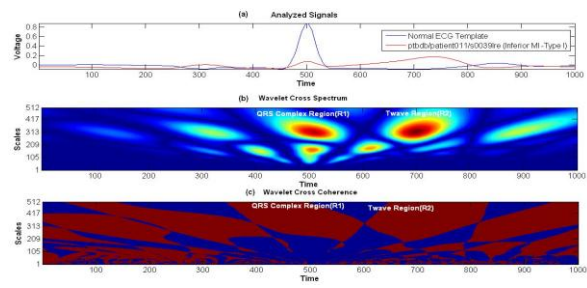 (a) Analyzed Signals
Voltage
0.8
0.6
0.4
0.2
0
Normal ECG Template
ptbdb/patient011/s0039lre (Inferior MI -Type I)
100 200 300 400 500 600 700 800 900 1000
Time
(b) Wavelet Cross Spectrum
Scales
512
417
313
209
105
1
QRS Complex Region(R1) Twave Region(R2)
100 200 300 400 500 600 700 800 900 1000
Time
(c) Wavelet Cross Coherence
Scales
512
417
313
209
105
1
QRS Complex Region(R1) Twave Region(R2)
100 200 300 400 500 600 700 800 900 1000
Time